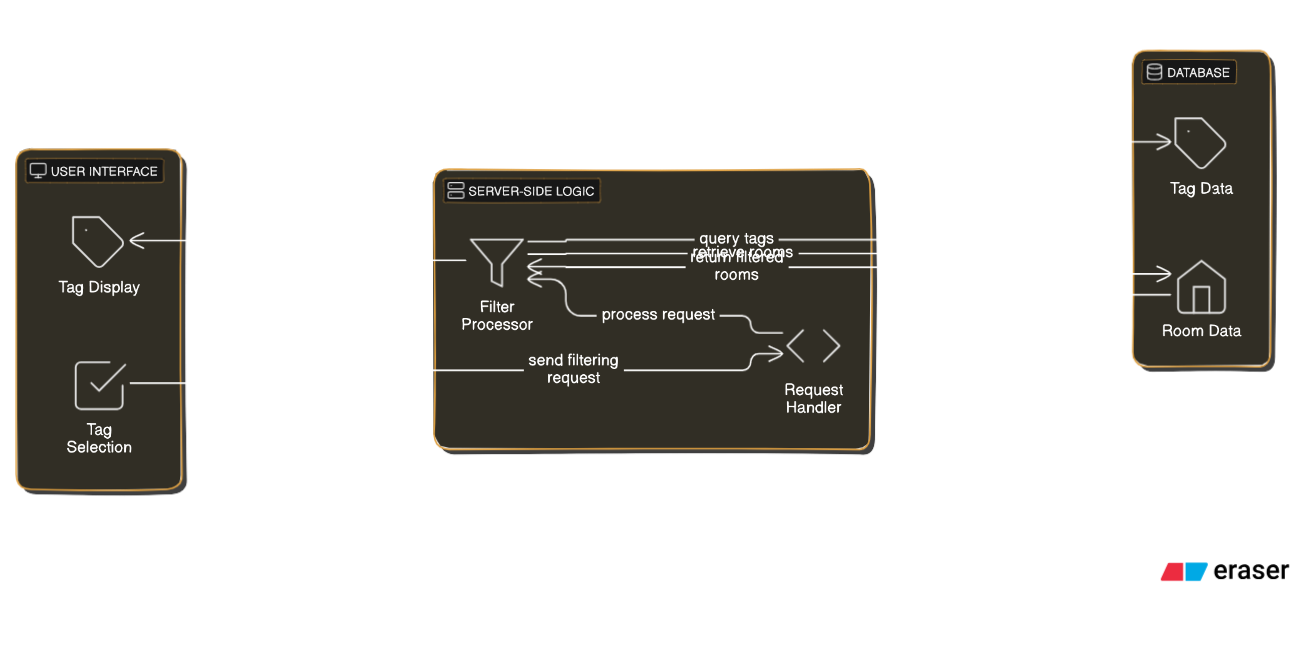 USER INTERFACE
Tag Display
Tag
Selection
SERVER-SIDE LOGIC
query tags
retrieve rooms
return filtered
rooms
Filter
Processor
process request
send filtering
request
Request
Handler
DATABASE
Tag Data
Room Data
eraser